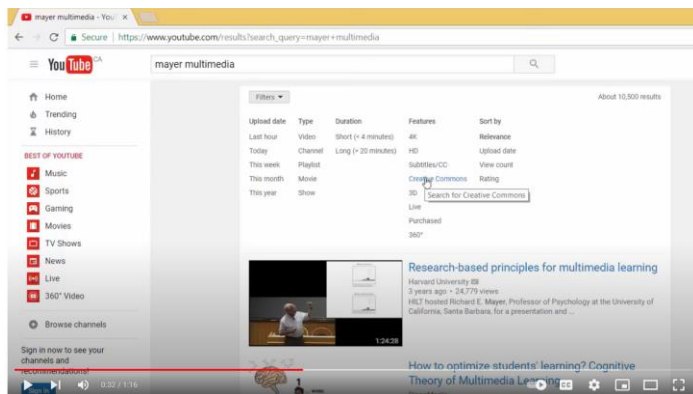 mayer multimedia - You
Secure https://www.youtube.com/results?search_query=mayer+multimedia
YouTube CA
mayer multimedia
Home
Trending
History
BEST OF YOUTUBE
Music
Sports
Gaming
Movies
TV Shows
News
Live
360° Video
Browse channels
Sign in now to see your
channels and
recommendations!
Sign in
Filters
About 10,500 results
Upload date Type Duration Features Sort by
Last hour Video Short (< 4 minutes) 4K Relevance
Today Channel Long (> 20 minutes) HD Upload date
This week Playlist Subtitles/CC View count
This month Movie Creative Commons Rating
This year Show 3D Search for Creative Commons
Live
Purchased
360°
Research-based principles for multimedia learning
Harvard University
3 years ago • 24,779 views
HILT hosted Richard E. Mayer, Professor of Psychology at the University of
California, Santa Barbara, for a presentation and ...
1:24:28
How to optimize students' learning? Cognitive
Theory of Multimedia Learning
1
0:32 / 1:16
CC